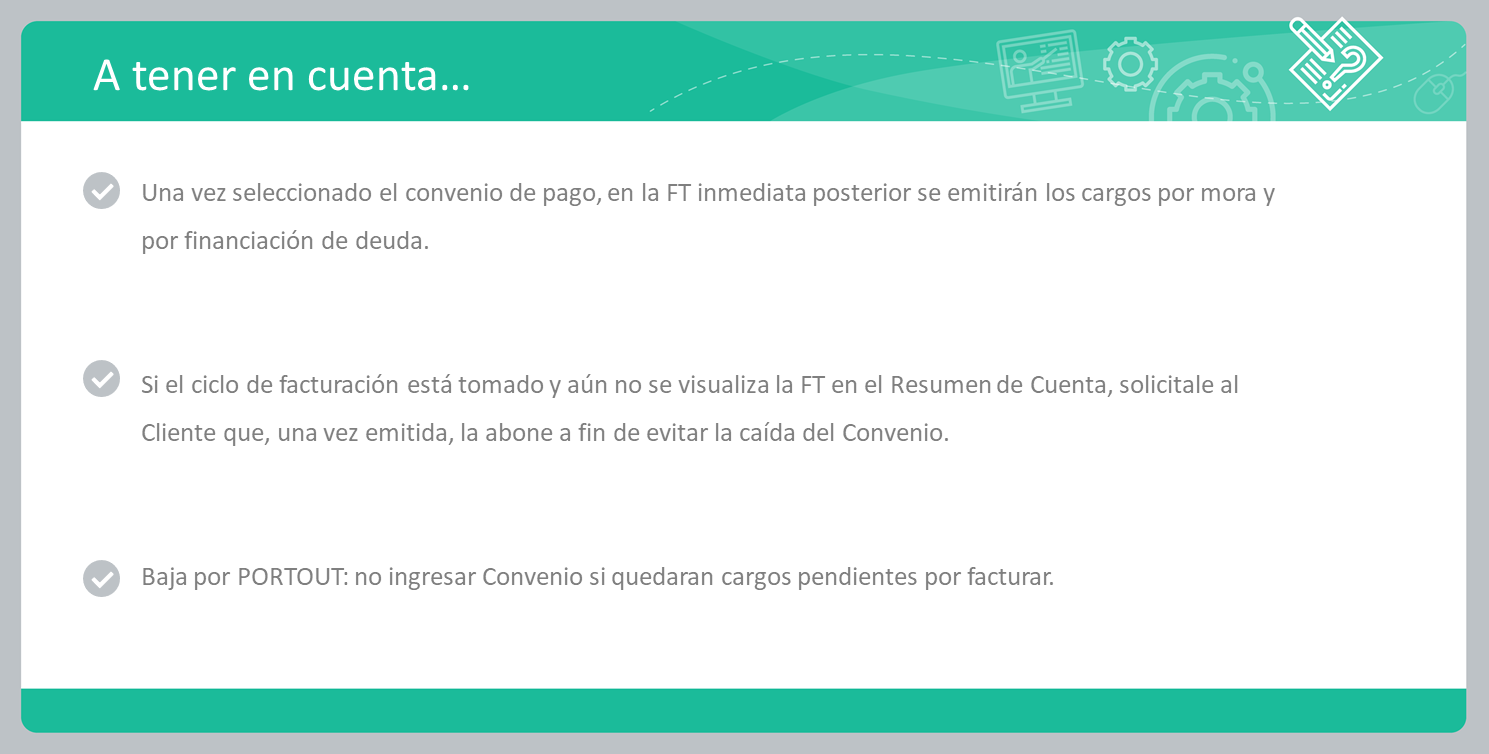 A tener en cuenta...
Una vez seleccionado el convenio de pago, en la FT inmediata posterior se emitirán los cargos por mora y
por financiación de deuda.
Si el ciclo de facturación está tomado y aún no se visualiza la FT en el Resumen de Cuenta, solicitale al
Cliente que, una vez emitida, la abone a fin de evitar la caída del Convenio.
Baja por PORTOUT: no ingresar Convenio si quedaran cargos pendientes por facturar.